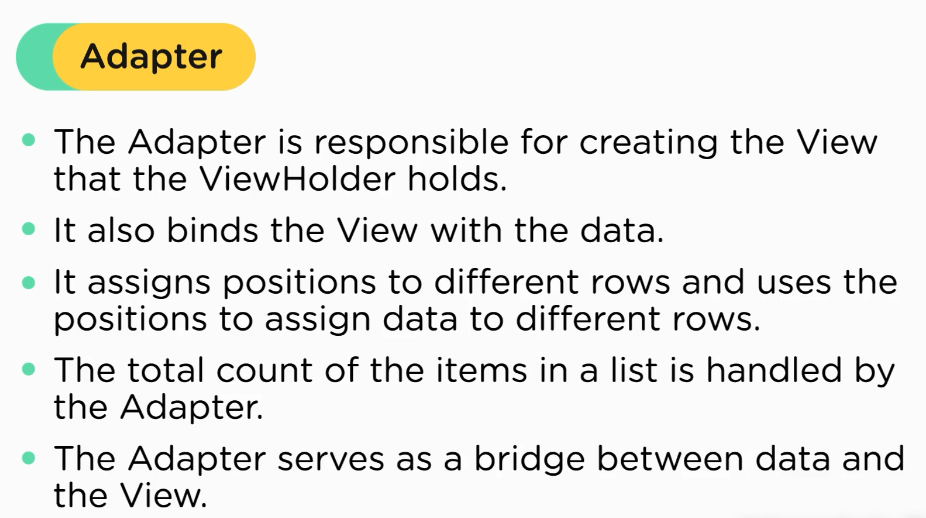 Adapter
The Adapter is responsible for creating the View
that the ViewHolder holds.
It also binds the View with the data.
It assigns positions to different rows and uses the
positions to assign data to different rows.
The total count of the items in a list is handled by
the Adapter.
The Adapter serves as a bridge between data and
the View.